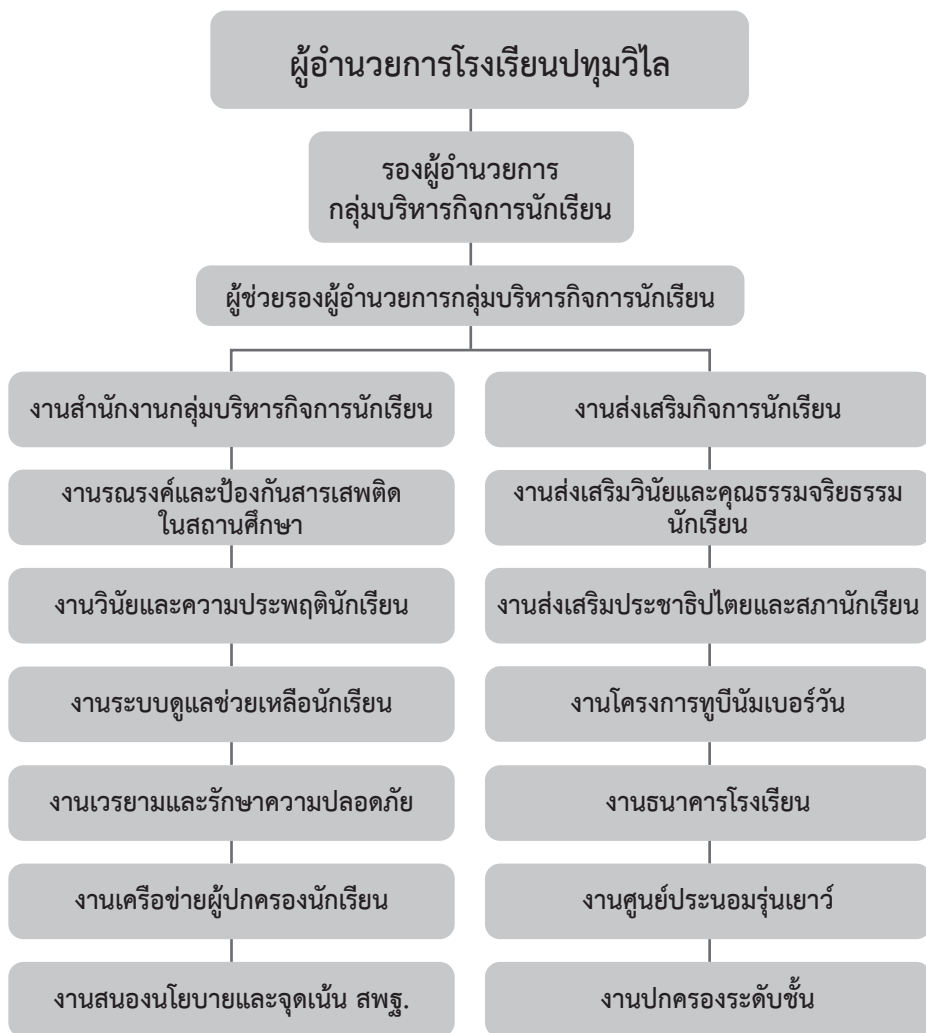 ผู้อำนวยการโรงเรียนปทุมวิไล
รองผู้อำนวยการ
กลุ่มบริหารกิจการนักเรียน
ผู้ช่วยรองผู้อำนวยการกลุ่มบริหารกิจการนักเรียน
งานสำนักงานกลุ่มบริหารกิจการนักเรียน
งานรณรงค์และป้องกันสารเสพติด
ในสถานศึกษา
งานวินัยและความประพฤตินักเรียน
งานระบบดูแลช่วยเหลือนักเรียน
งานเวรยามและรักษาความปลอดภัย
งานเครือข่ายผู้ปกครองนักเรียน
งานสนองนโยบายและจุดเน้น สพฐ.
งานส่งเสริมกิจการนักเรียน
งานส่งเสริมวินัยและคุณธรรมจริยธรรม
นักเรียน
งานส่งเสริมประชาธิปไตยและสภานักเรียน
งานโครงการทูบีนัมเบอร์วัน
งานธนาคารโรงเรียน
งานศูนย์ประนอมรุ่นเยาว์
งานปกครองระดับชั้น